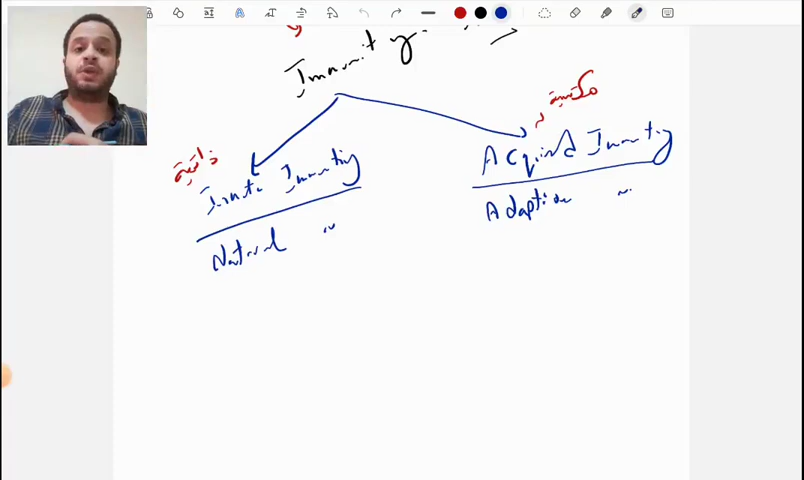 Immunity
مكتسبة
ذاتية
Innate Immunity
Acquired Immunity
Natural "
Adaptive "